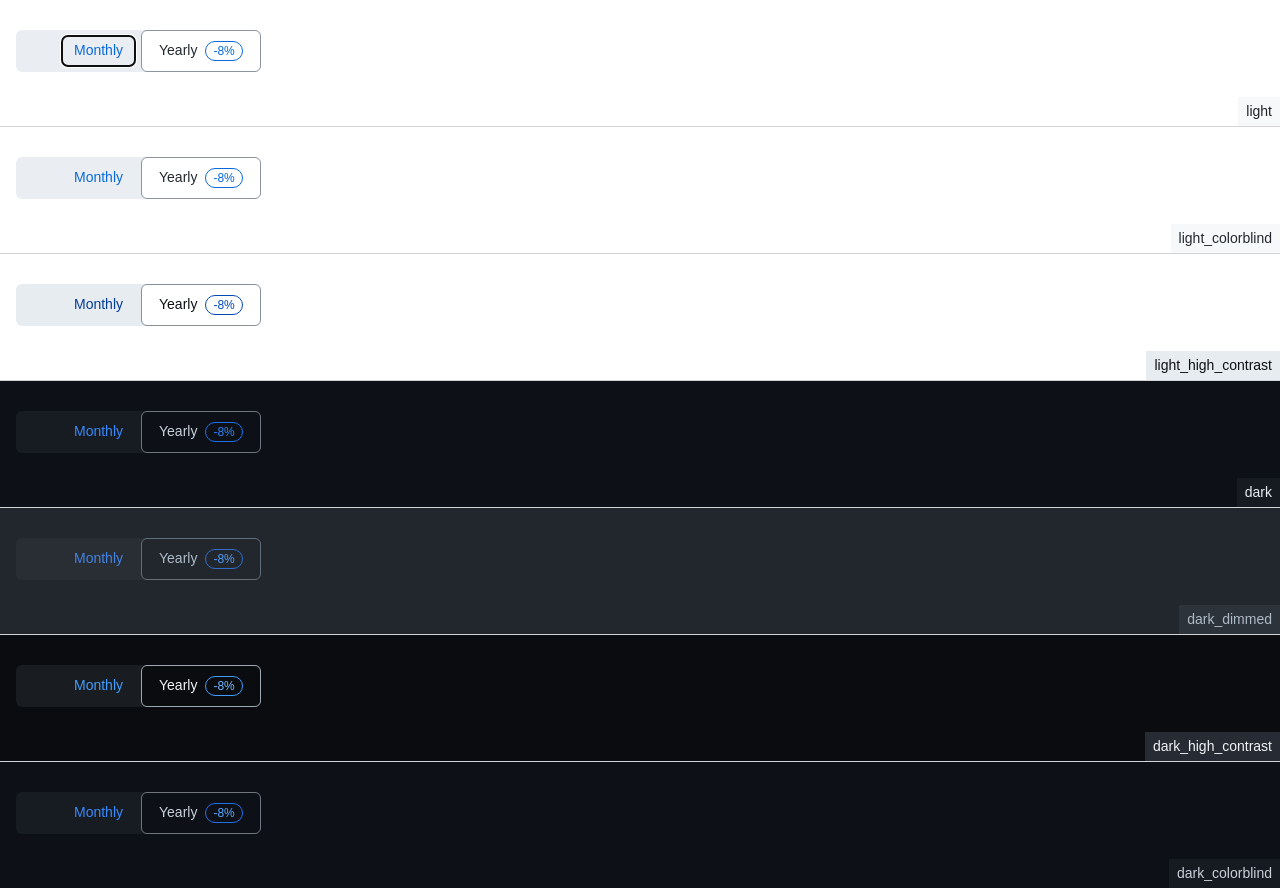 Monthly Yearly -8%
light
Monthly Yearly -8%
light_colorblind
Monthly Yearly -8%
light_high_contrast
Monthly Yearly -8%
dark
Monthly Yearly -8%
dark_dimmed
Monthly Yearly -8%
dark_high_contrast
Monthly Yearly -8%
dark_colorblind